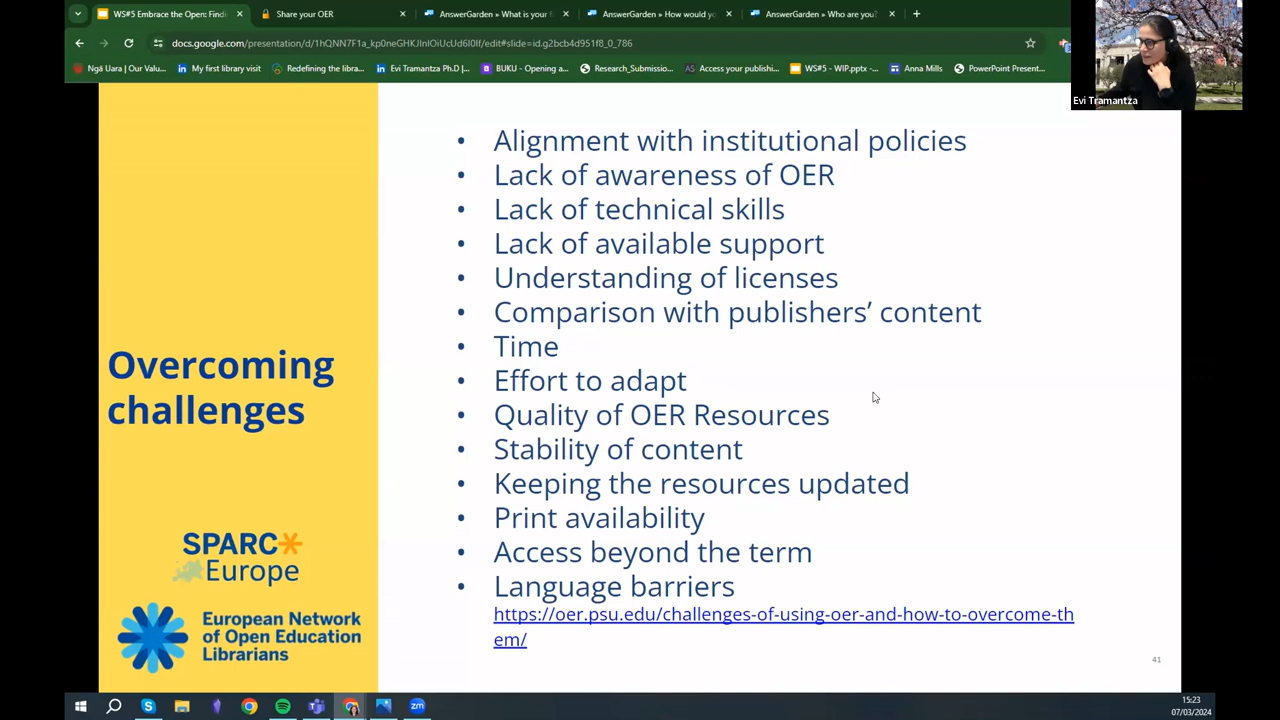 WS#5 Embrace the Open: Findi
Share your OER
AnswerGarden » What is your f
AnswerGarden » How would yo
AnswerGarden » Who are you?
docs.google.com/presentation/d/1hQNN7F1a_kp0neGHKJlnIOiUcUd6I0lf/edit#slide=id.g2bcb4d951f8_0_786
Ngā Uara | Our Valu...
My first library visit
Redefining the libra...
Evi Tramantza Ph.D |...
BUKU - Opening a...
Research_Submissio...
Access your publishi...
WS#5 - WIP.pptx -...
Anna Mills
PowerPoint Present...
Evi Tramantza
• Alignment with institutional policies
• Lack of awareness of OER
• Lack of technical skills
• Lack of available support
• Understanding of licenses
• Comparison with publishers’ content
• Time
• Effort to adapt
• Quality of OER Resources
• Stability of content
• Keeping the resources updated
• Print availability
• Access beyond the term
• Language barriers
https://oer.psu.edu/challenges-of-using-oer-and-how-to-overcome-th
em/
Overcoming
challenges
SPARC
Europe
European Network
of Open Education
Librarians
41
15:23
07/03/2024